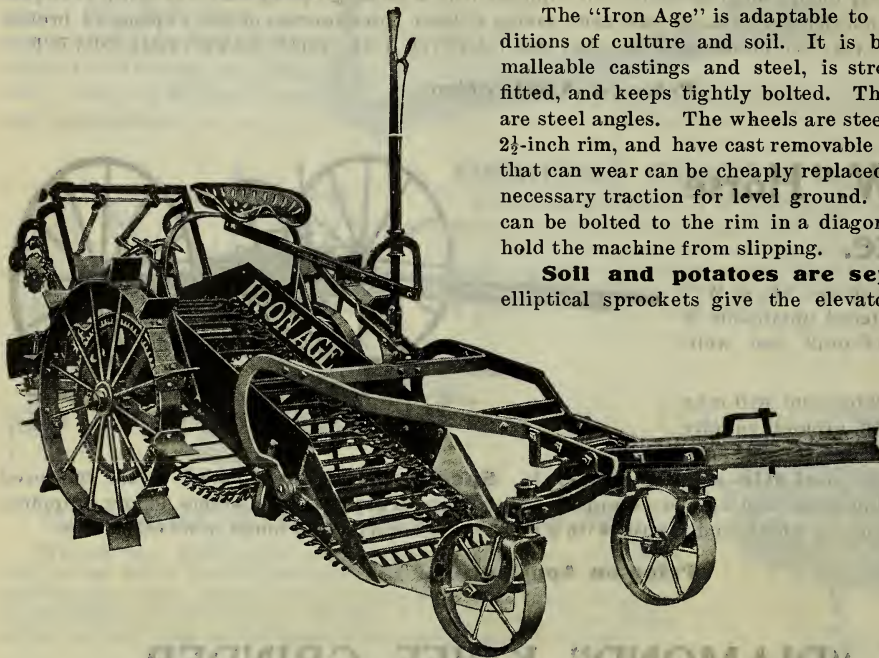 The “Iron Age” is adaptable to
ditions of culture and soil. It is b
malleable castings and steel, is stre
fitted, and keeps tightly bolted. Th
are steel angles. The wheels are stee
2½-inch rim, and have cast removable
that can wear can be cheaply replaced
necessary traction for level ground.
can be bolted to the rim in a diagon
hold the machine from slipping.
Soil and potatoes are sep
elliptical sprockets give the elevato
IRON AGE